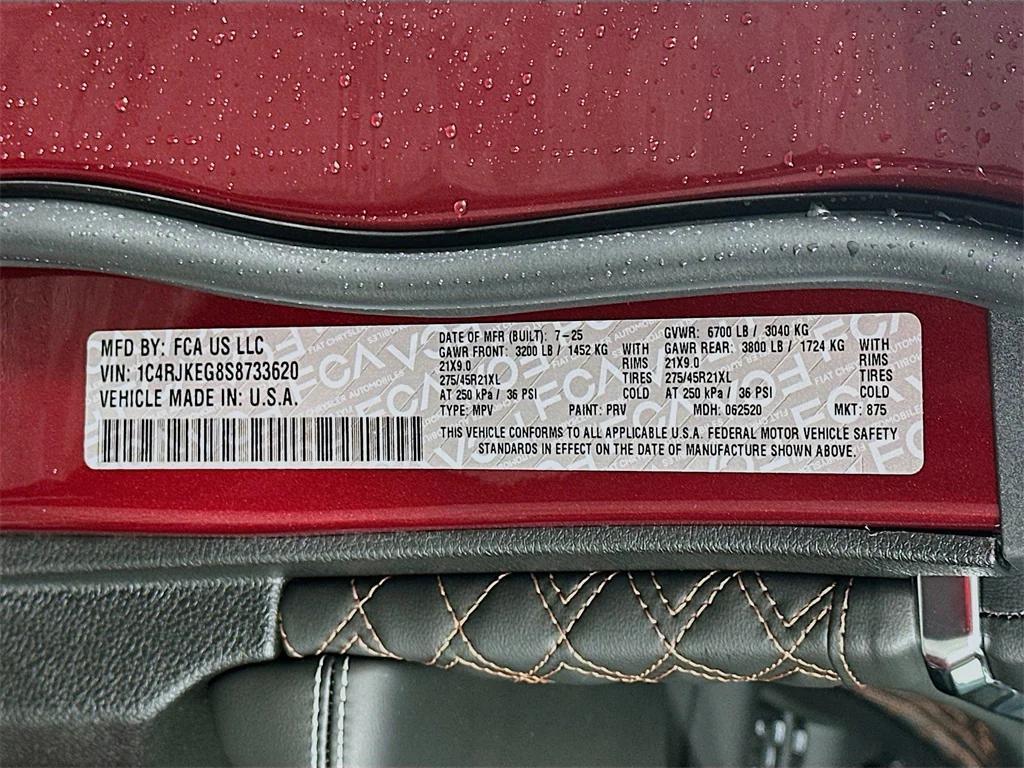 MFD BY: FCA US LLC
VIN: 1C4RJKEG8S8733620
VEHICLE MADE IN: U.S.A.
DATE OF MFR (BUILT): 7-25
GVWR: 6700 LB / 3040 KG
GAWR FRONT: 3200 LB / 1452 KG WITH
GAWR REAR: 3800 LB / 1724 KG WITH
21X9.0 RIMS
21X9.0 RIMS
275/45R21XL TIRES
275/45R21XL TIRES
AT 250 kPa / 36 PSI COLD
AT 250 kPa / 36 PSI COLD
TYPE: MPV PAINT: PRV MDH: 062520 MKT: 875
THIS VEHICLE CONFORMS TO ALL APPLICABLE U.S.A. FEDERAL MOTOR VEHICLE SAFETY
STANDARDS IN EFFECT ON THE DATE OF MANUFACTURE SHOWN ABOVE.